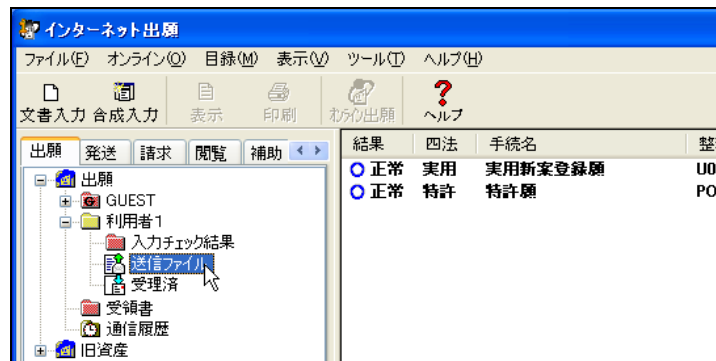 インターネット出願
ファイル(F) オンライン(O) 目録(M) 表示(V) ツール(T) ヘルプ(H)
文書入力 合成入力 表示 印刷 オンライン出願 ヘルプ
出願 発送 請求 閲覧 補助
結果 四法 手続名 整
正常 実用 実用新案登録願 U0
正常 特許 特許願 PO
出願
GUEST
利用者1
入力チェック結果
送信ファイル
受理済
受領書
通信履歴
旧資産